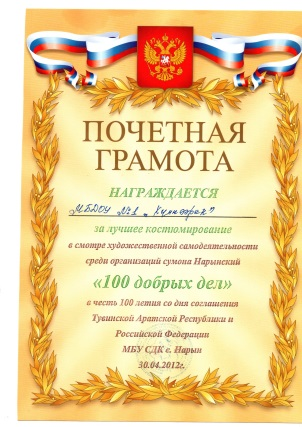 ПОЧЕТНАЯ
ГРАМОТА
НАГРАЖДАЕТСЯ
МБДОУ №1 „Хунчугеш"
за лучшее костюмирование
в смотре художественной самодеятельности
среди организаций сумона Нарынский
«100 добрых дел»
в честь 100 летия со дня соглашения
Тувинской Аратской Республики и
Российской Федерации
МБУ СДК с. Нарын
30.04.2012г.